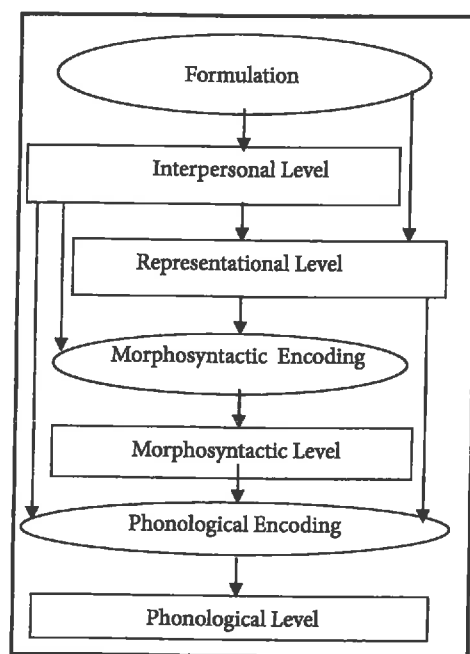 Formulation
Interpersonal Level
Representational Level
Morphosyntactic Encoding
Morphosyntactic Level
Phonological Encoding
Phonological Level